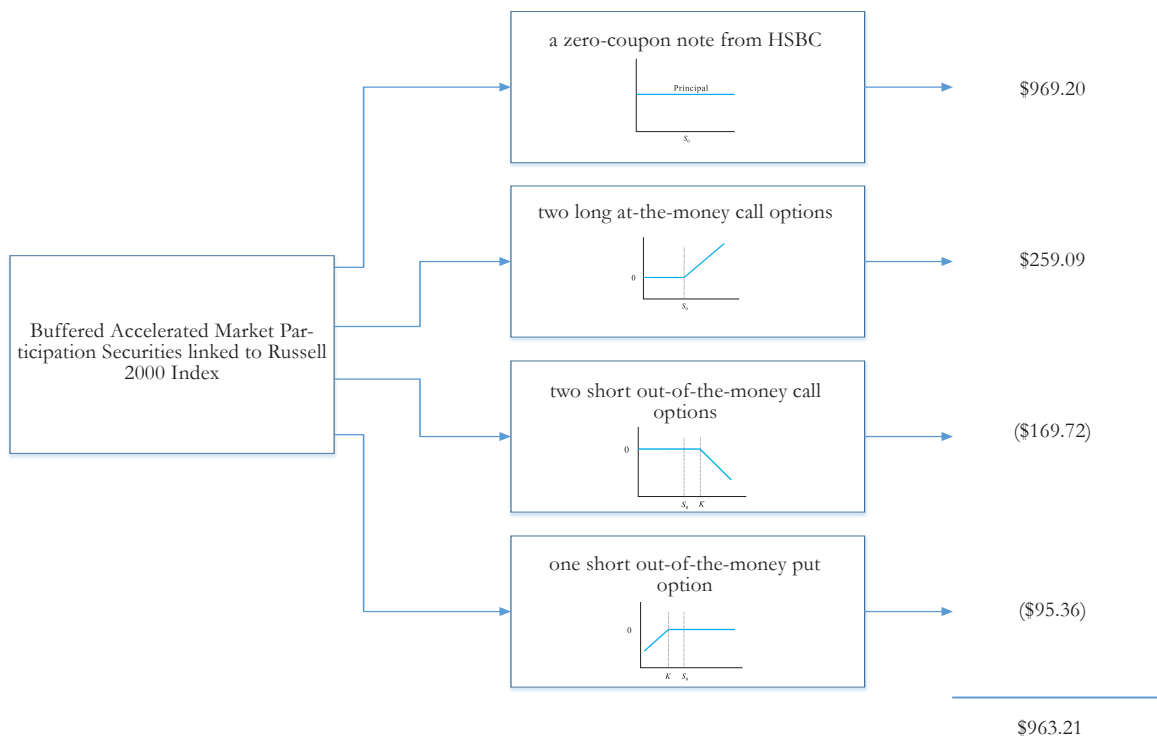 a zero-coupon note from HSBC
Principal
S₀
$969.20
two long at-the-money call options
0
S₀
$259.09
Buffered Accelerated Market Par-
ticipation Securities linked to Russell
2000 Index
two short out-of-the-money call
options
0
S₀ K
($169.72)
one short out-of-the-money put
option
0
K S₀
($95.36)
$963.21